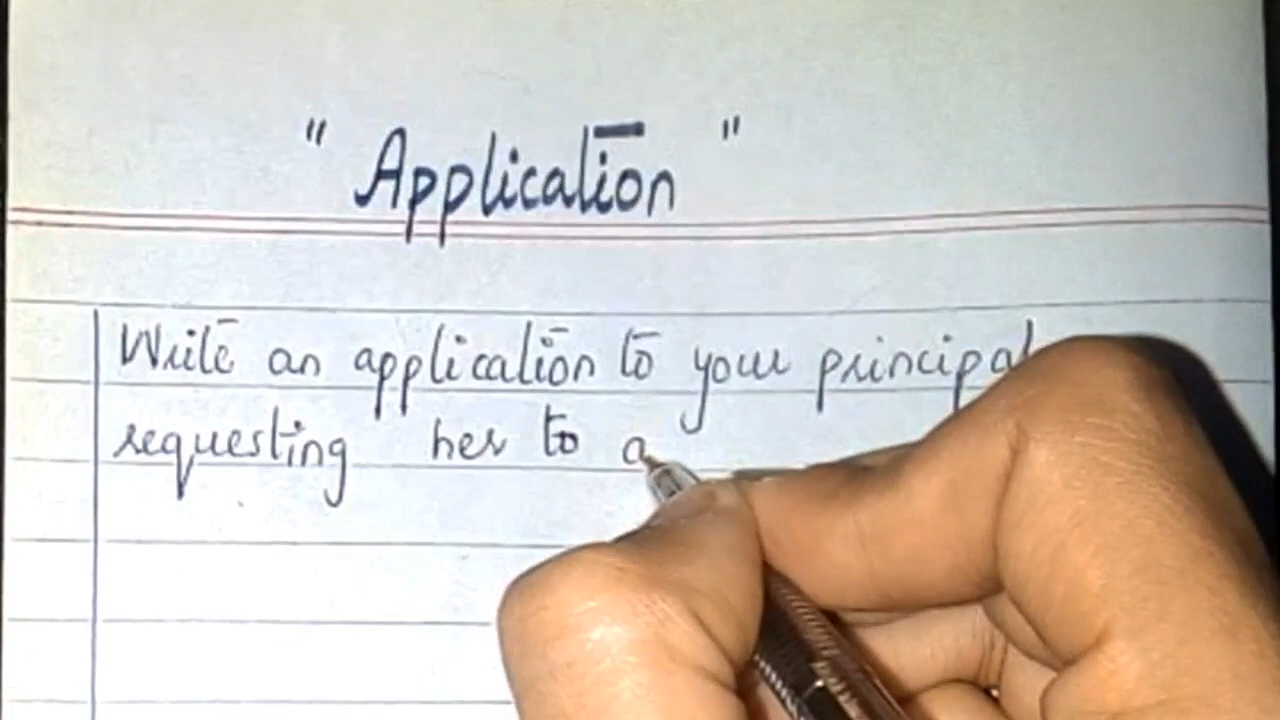 " Application "
Write an application to your principal
requesting her to a